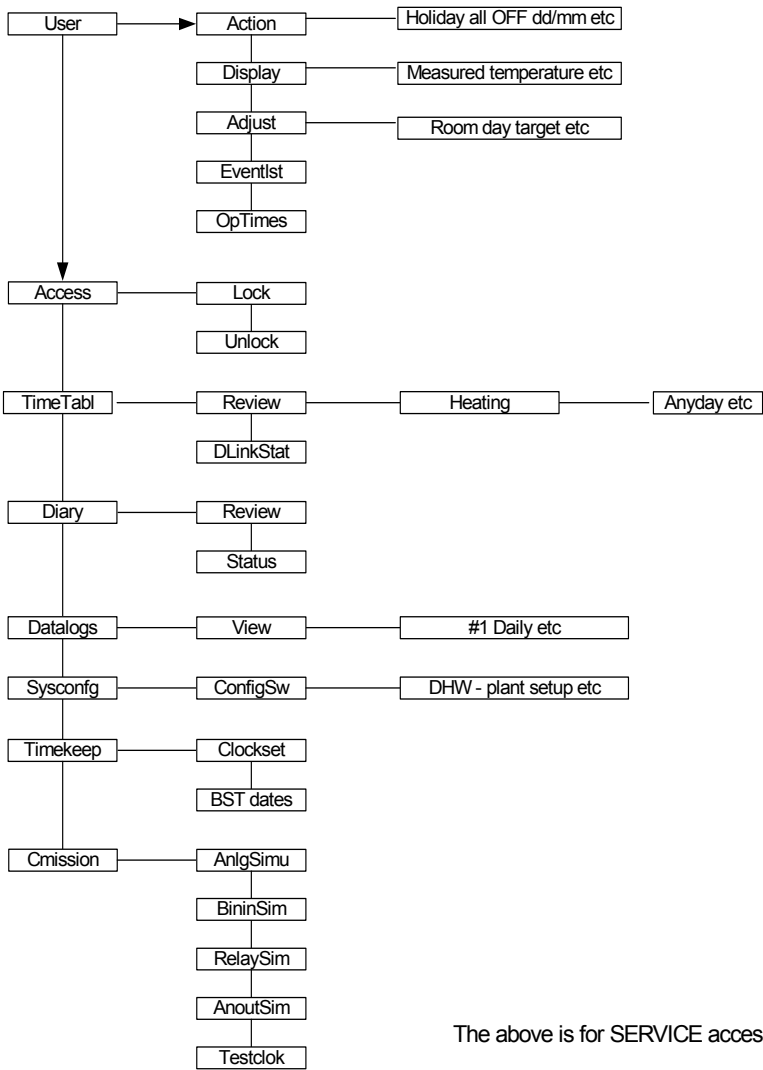 User
Action
Holiday all OFF dd/mm etc
Display
Measured temperature etc
Adjust
Room day target etc
Eventlst
OpTimes
Access
Lock
Unlock
TimeTabl
Review
Heating
Anyday etc
DLinkStat
Diary
Review
Status
Datalogs
View
#1 Daily etc
Sysconfg
ConfigSw
DHW - plant setup etc
Timekeep
Clockset
BST dates
Cmission
AnlgSimu
BininSim
RelaySim
AnoutSim
Testclok
The above is for SERVICE acces